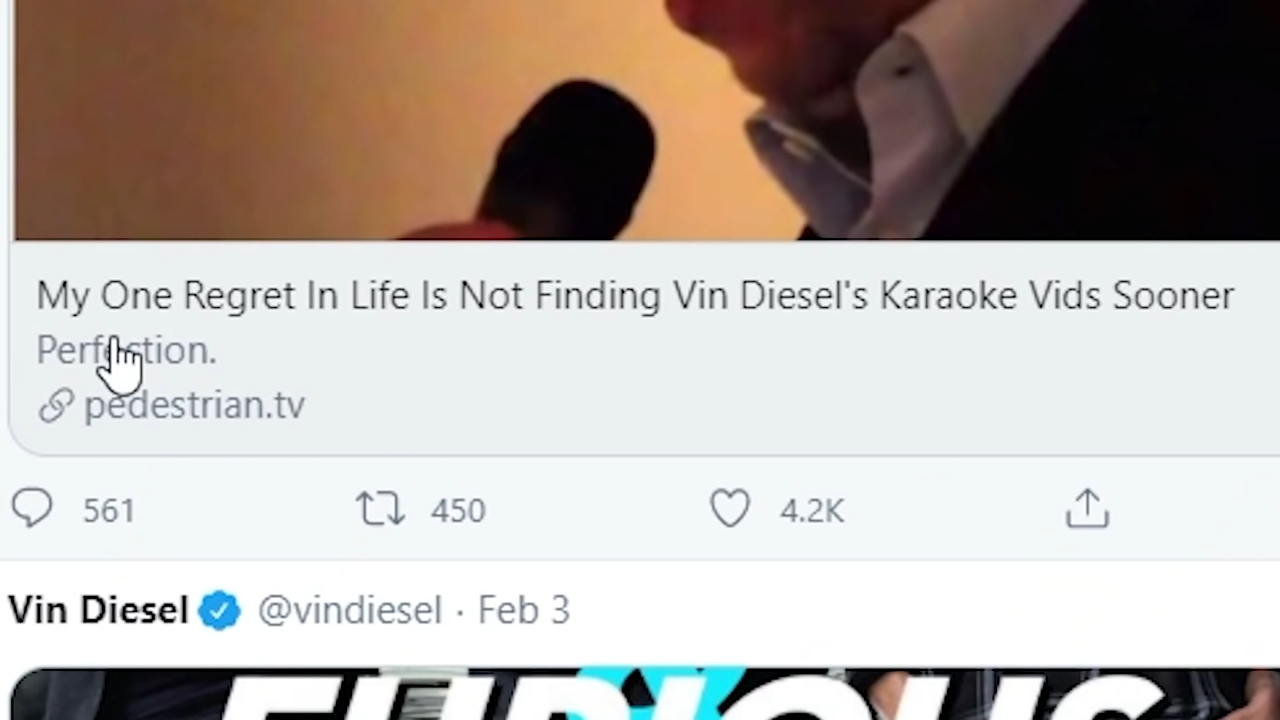 My One Regret In Life Is Not Finding Vin Diesel's Karaoke Vids Sooner
Perfection.
pedestrian.tv
561 450 4.2K
Vin Diesel @vindiesel · Feb 3
FURIOUS